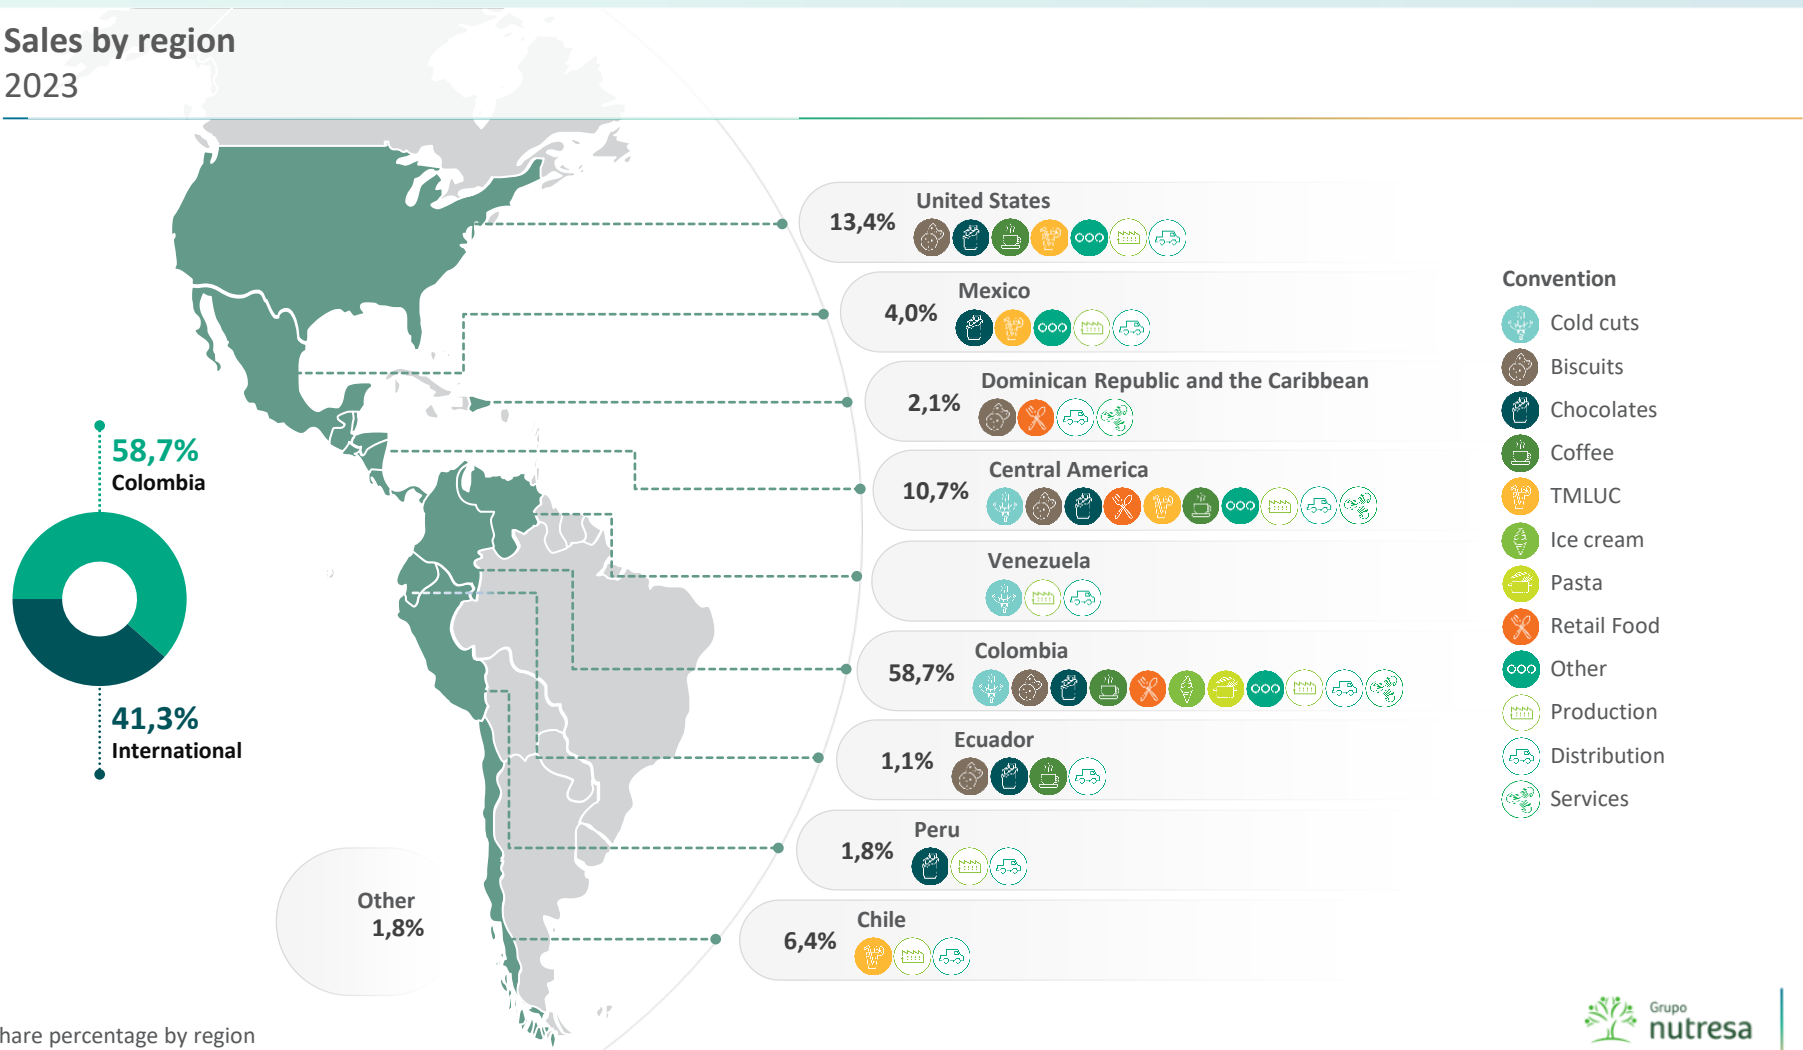 Sales by region
2023
58,7%
Colombia
41,3%
International
13,4%
United States
4,0%
Mexico
2,1%
Dominican Republic and the Caribbean
10,7%
Central America
Venezuela
58,7%
Colombia
1,1%
Ecuador
1,8%
Peru
6,4%
Chile
Other
1,8%
Convention
Cold cuts
Biscuits
Chocolates
Coffee
TMLUC
Ice cream
Pasta
Retail Food
Other
Production
Distribution
Services
hare percentage by region
Grupo
nutresa